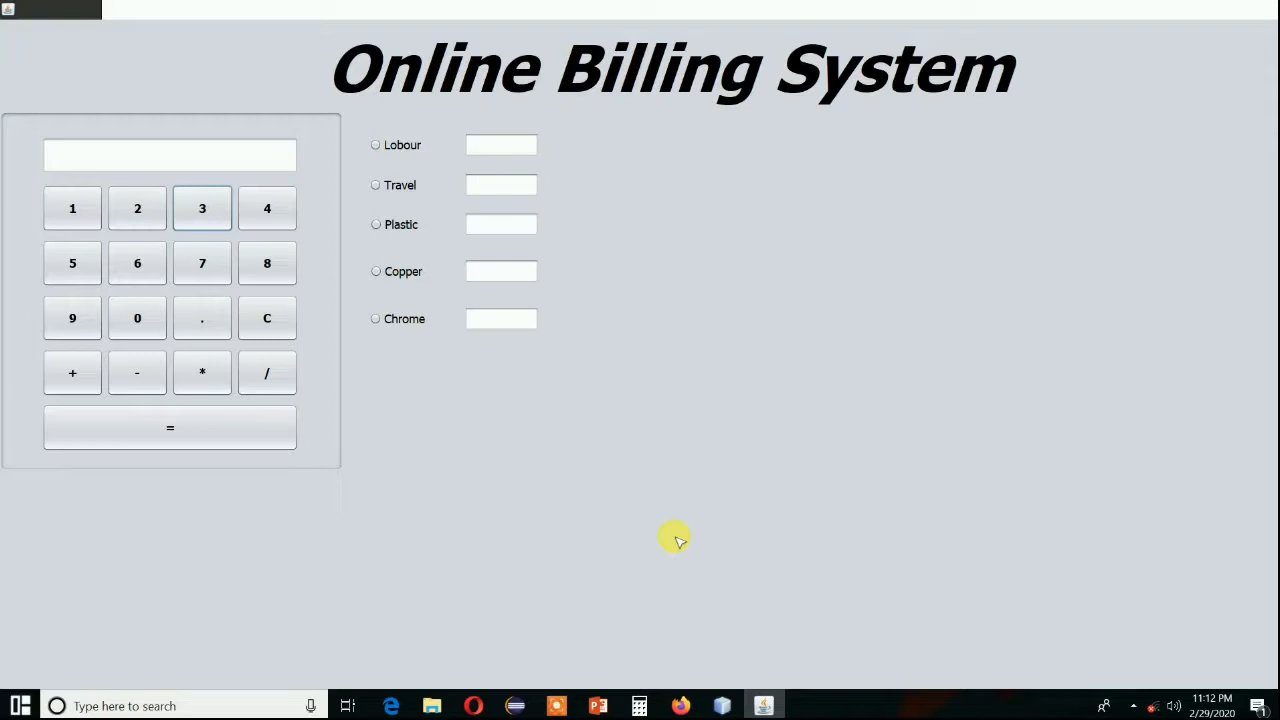 Online Billing System
1 2 3 4
5 6 7 8
9 0 . C
+ - * /
=
Lobour
Travel
Plastic
Copper
Chrome
Type here to search
11:12 PM
2/29/2020
1